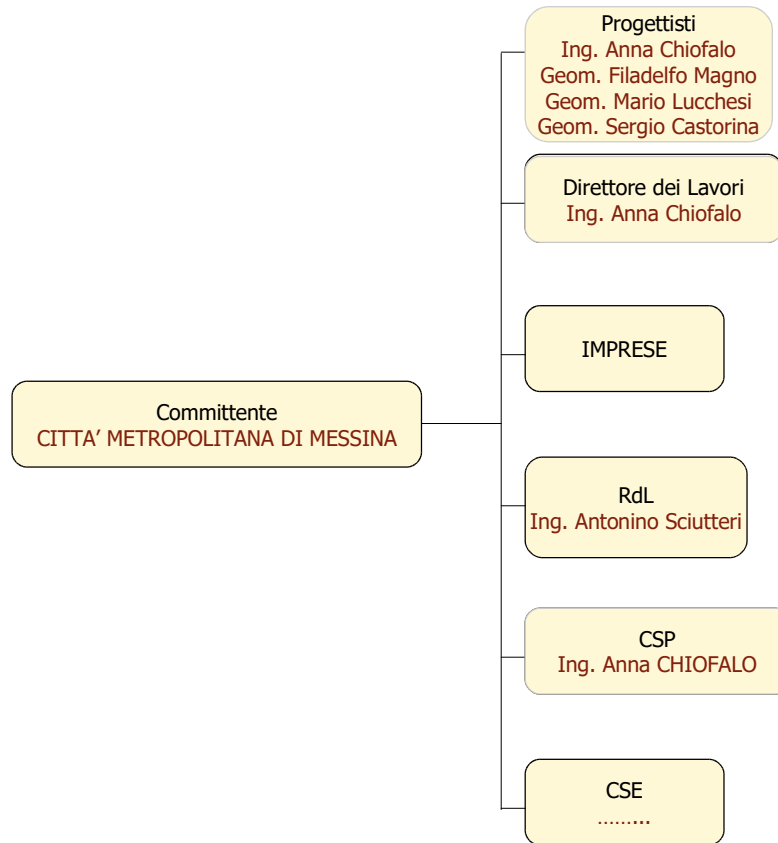 Progettisti
Ing. Anna Chiofalo
Geom. Filadelfo Magno
Geom. Mario Lucchesi
Geom. Sergio Castorina
Direttore dei Lavori
Ing. Anna Chiofalo
IMPRESE
Committente
CITTA’ METROPOLITANA DI MESSINA
RdL
Ing. Antonino Sciutteri
CSP
Ing. Anna CHIOFALO
CSE
………